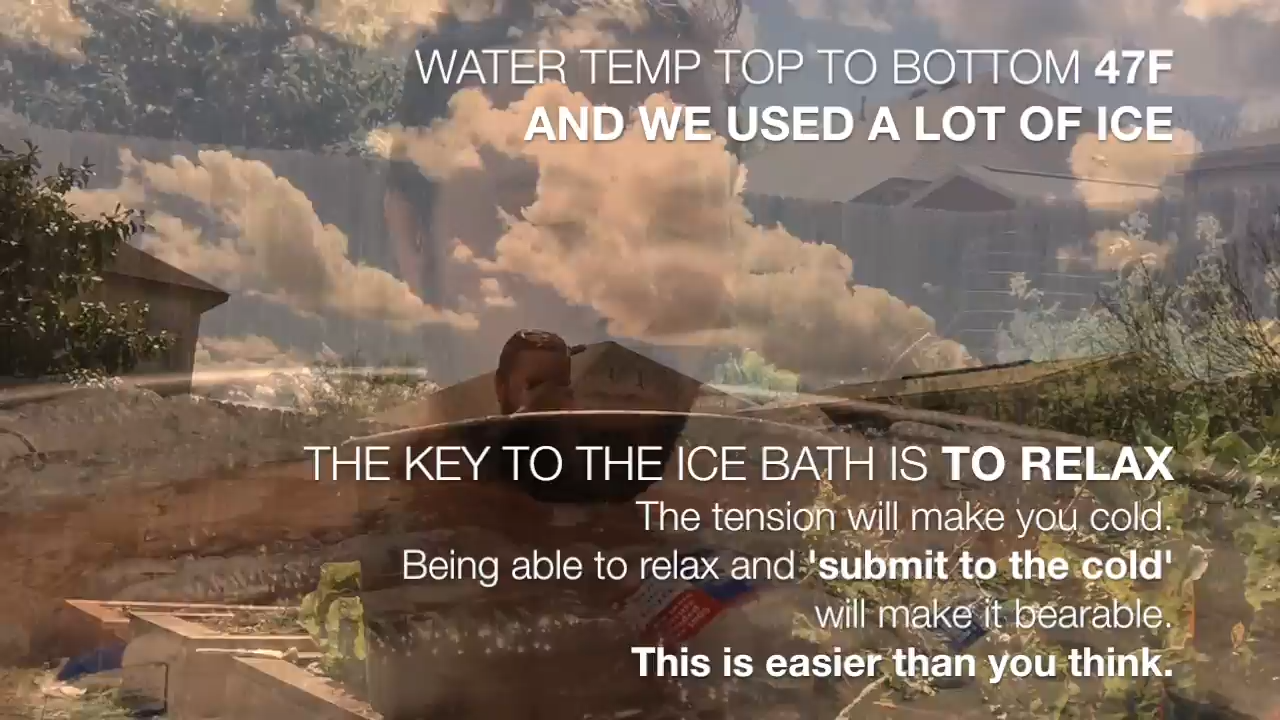 WATER TEMP TOP TO BOTTOM 47F
AND WE USED A LOT OF ICE
THE KEY TO THE ICE BATH IS TO RELAX
The tension will make you cold.
Being able to relax and 'submit to the cold'
will make it bearable.
This is easier than you think.